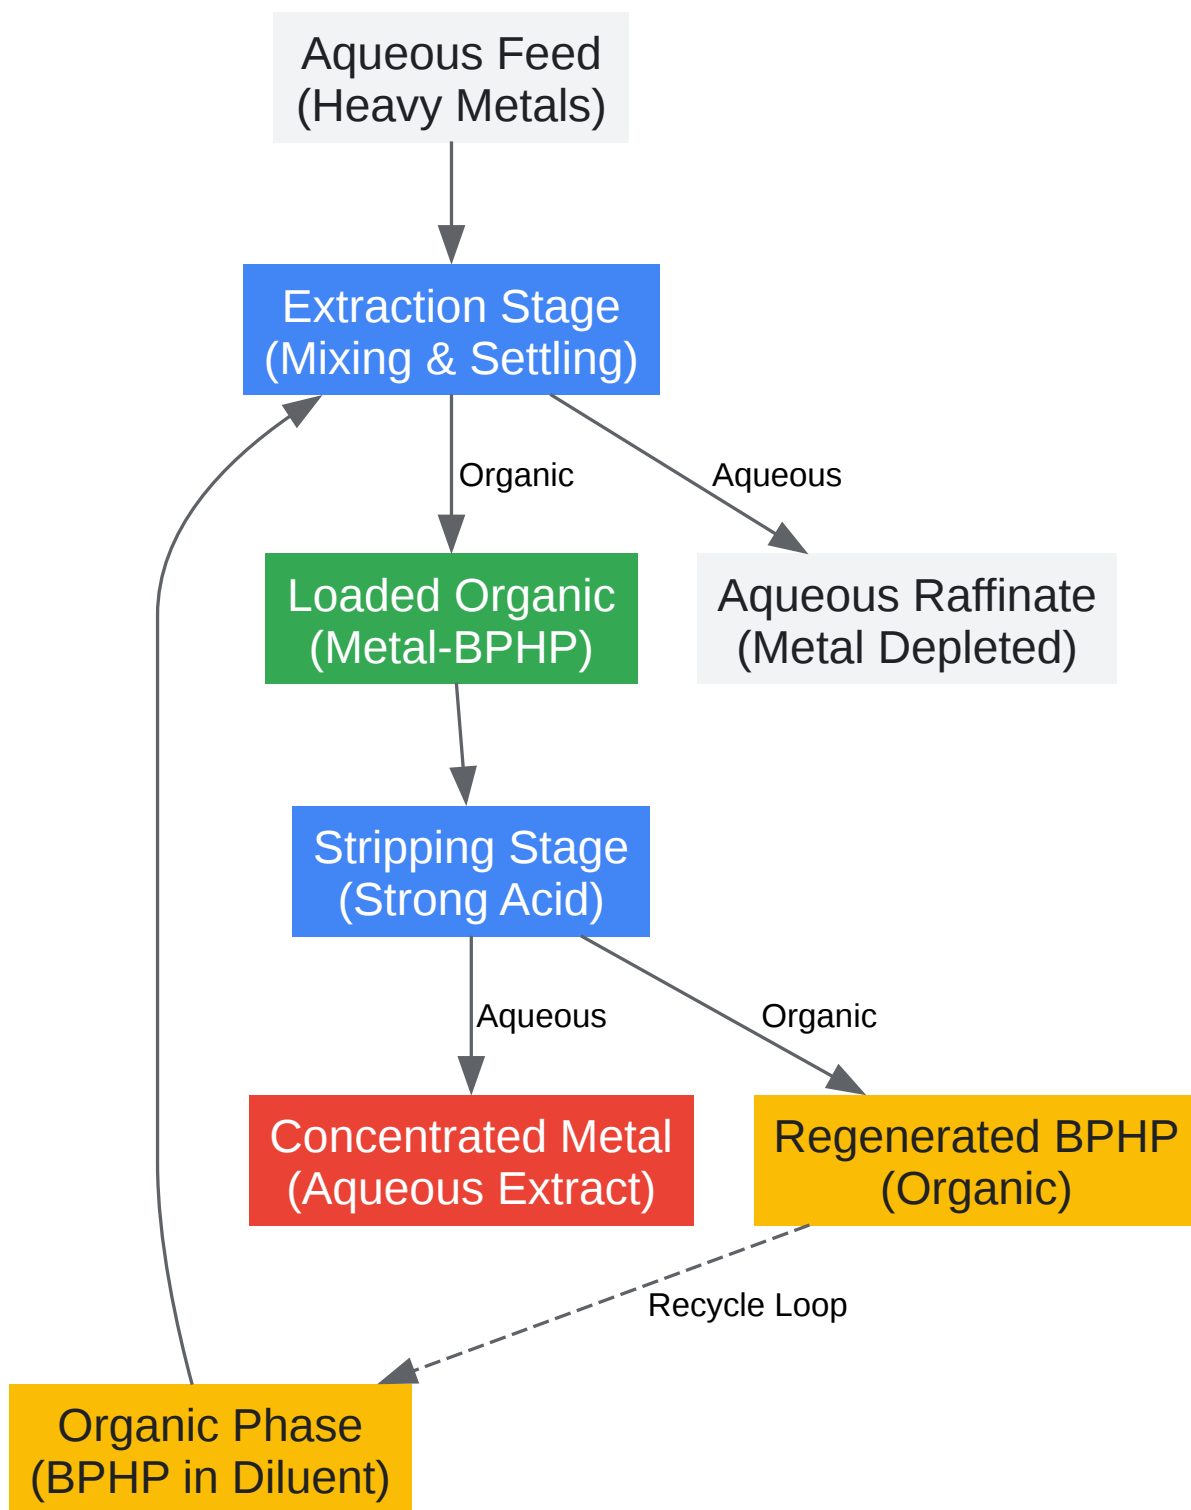 Aqueous Feed
(Heavy Metals)
Extraction Stage
(Mixing & Settling)
Organic
Aqueous
Loaded Organic
(Metal-BPHP)
Aqueous Raffinate
(Metal Depleted)
Stripping Stage
(Strong Acid)
Aqueous
Organic
Concentrated Metal
(Aqueous Extract)
Regenerated BPHP
(Organic)
Recycle Loop
Organic Phase
(BPHP in Diluent)